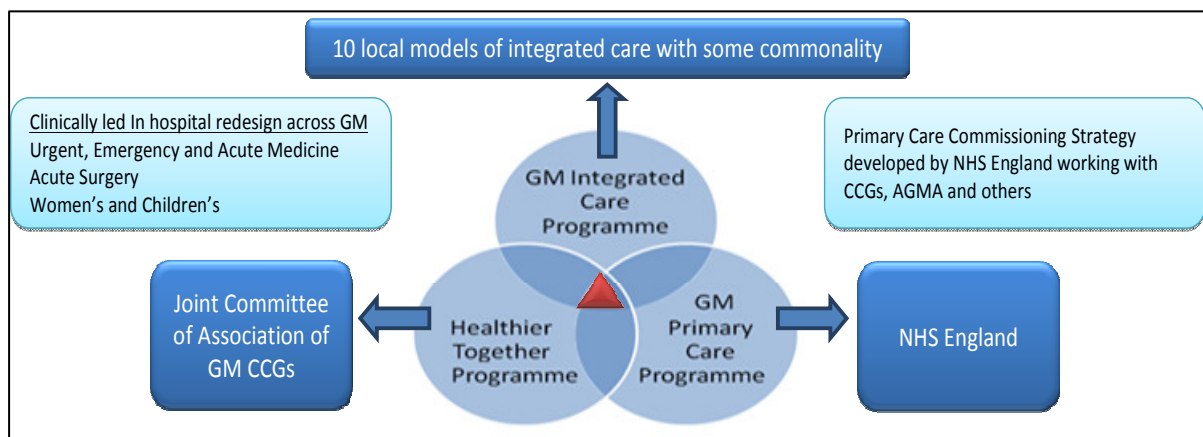 10 local models of integrated care with some commonality
Clinically led In hospital redesign across GM
Urgent, Emergency and Acute Medicine
Acute Surgery
Women's and Children's
Primary Care Commissioning Strategy
developed by NHS England working with
CCGs, AGMA and others
GM Integrated
Care
Programme
Joint Committee
of Association of
GM CCGs
Healthier
Together
Programme
GM
Primary
Care
Programme
NHS England